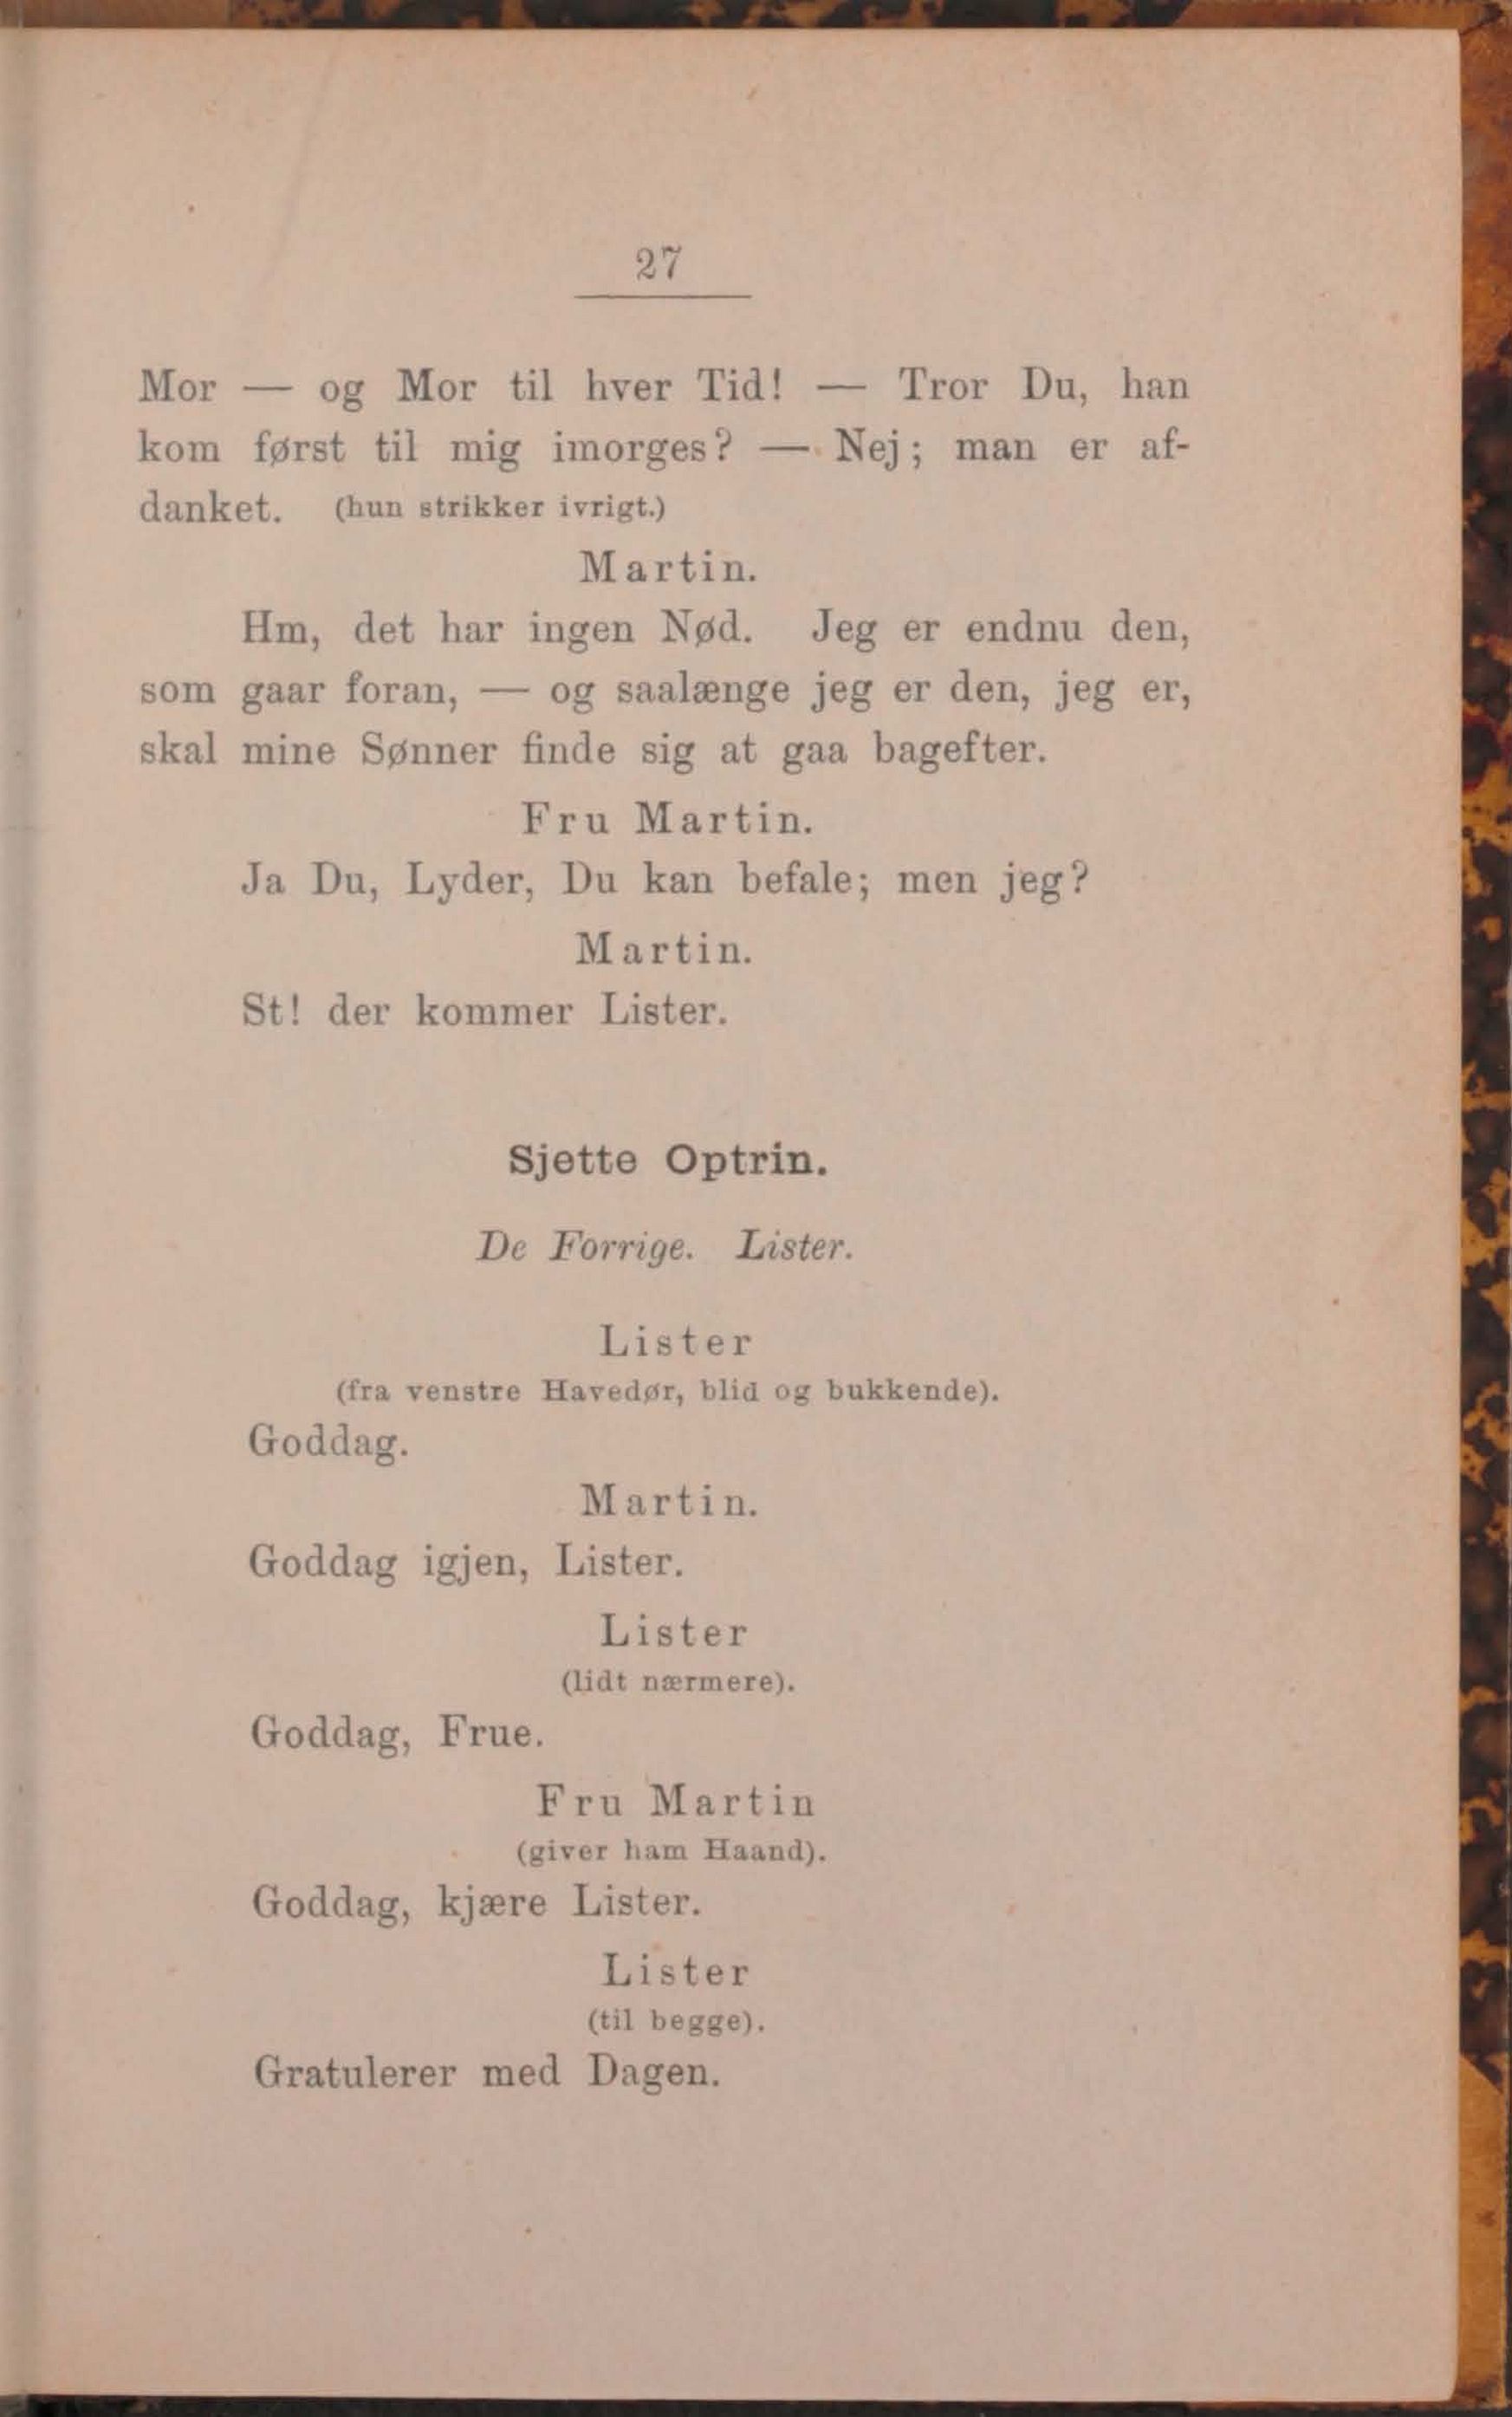 27
Mor — og Mor til hver Tid! — Tror Du, han
kom først til mig imorges? — Nej; man er af-
danket. (hun strikker ivrigt.)
Martin.
Hm, det har ingen Nød. Jeg er endnu den,
som gaar foran, — og saalænge jeg er den, jeg er,
skal mine Sønner finde sig at gaa bagefter.
Fru Martin.
Ja Du, Lyder, Du kan befale; men jeg?
Martin.
St! der kommer Lister.
Sjette Optrin.
De Forrige. Lister.
Lister
(fra venstre Havedør, blid og bukkende).
Goddag.
Martin.
Goddag igjen, Lister.
Lister
(lidt nærmere).
Goddag, Frue.
Fru Martin
(giver ham Haand).
Goddag, kjære Lister.
Lister
(til begge).
Gratulerer med Dagen.